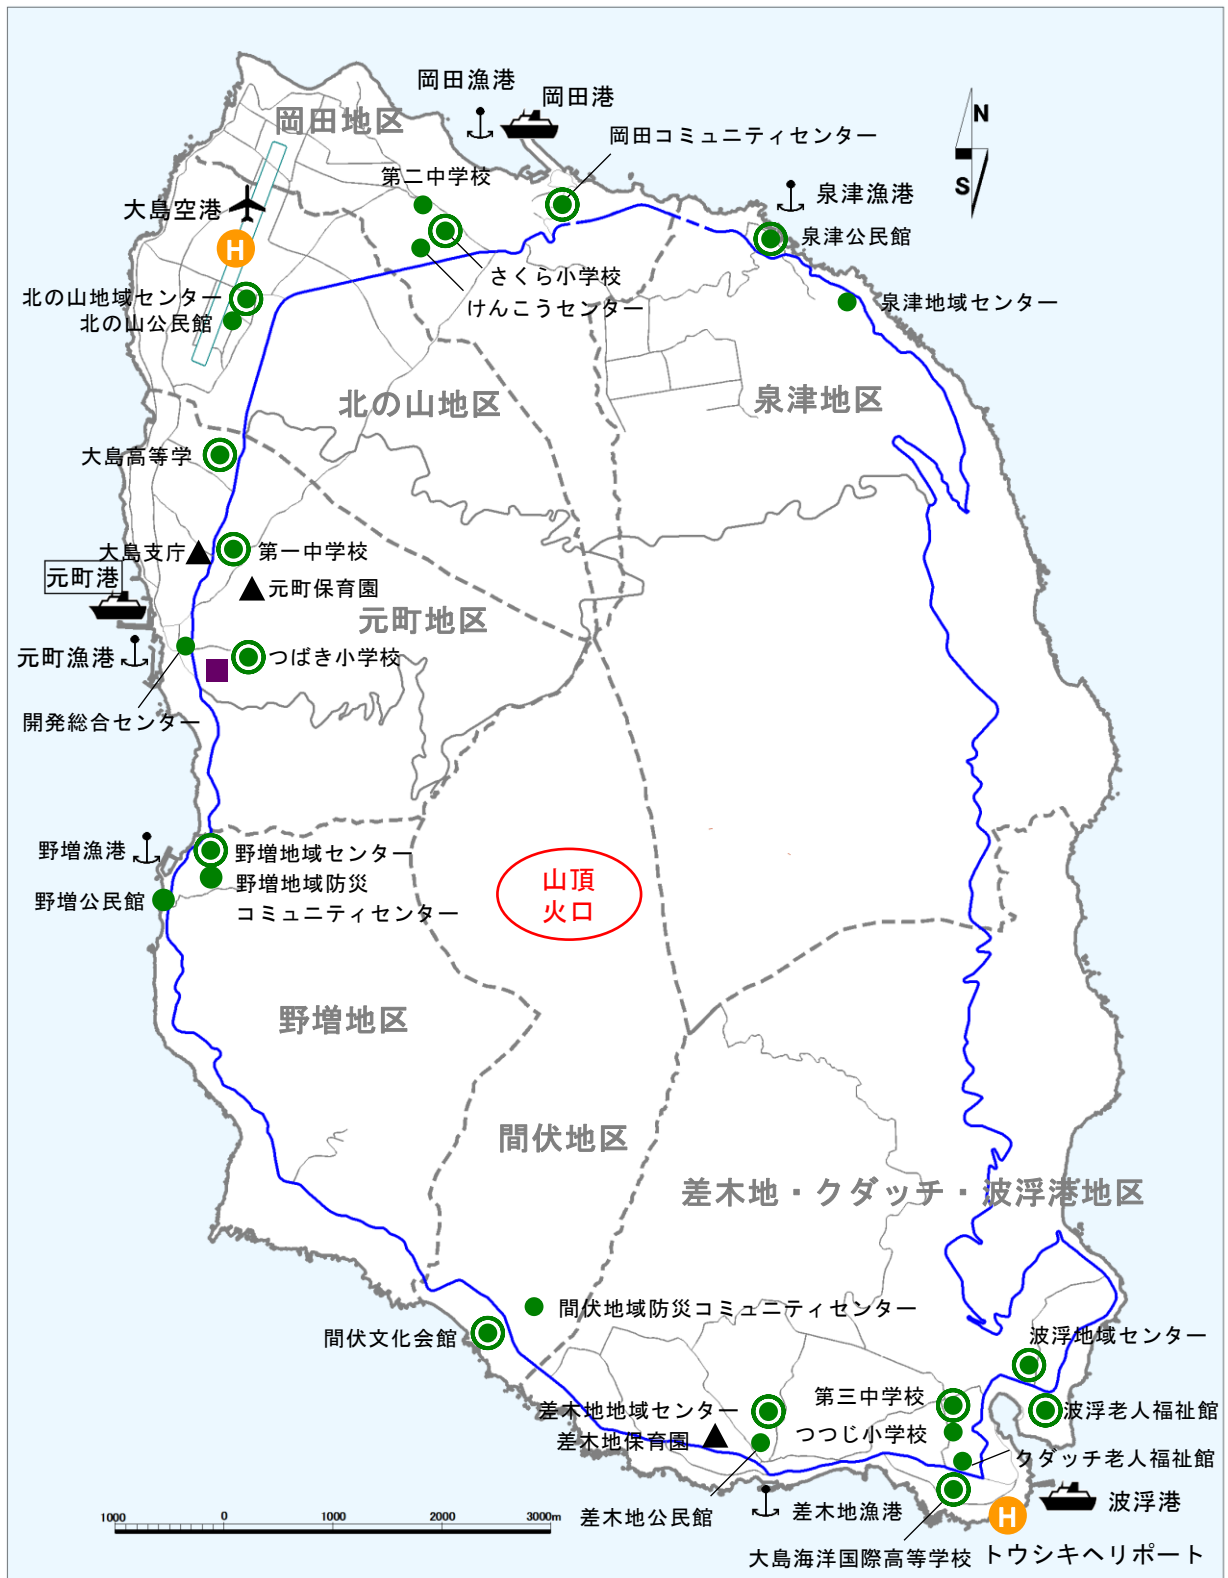 岡田漁港
岡田港
岡田地区
岡田コミュニティセンター
N
S
第二中学校
大島空港
泉津漁港
泉津公民館
H
さくら小学校
けんこうセンター
北の山地域センター
北の山公民館
泉津地域センター
北の山地区
泉津地区
大島高等学
大島支庁
第一中学校
元町港
元町保育園
元町地区
元町漁港
つばき小学校
開発総合センター
野増漁港
野増地域センター
野増地域防災
コミュニティセンター
野増公民館
山頂
火口
野増地区
間伏地区
差木地・クダッチ・波浮港地区
間伏地域防災コミュニティセンター
間伏文化会館
波浮地域センター
第三中学校
差木地地域センター
波浮老人福祉館
つつじ小学校
差木地保育園
クダッチ老人福祉館
差木地公民館
差木地漁港
H
波浮港
大島海洋国際高等学校
トウシキヘリポート
1000 0 1000 2000 3000m